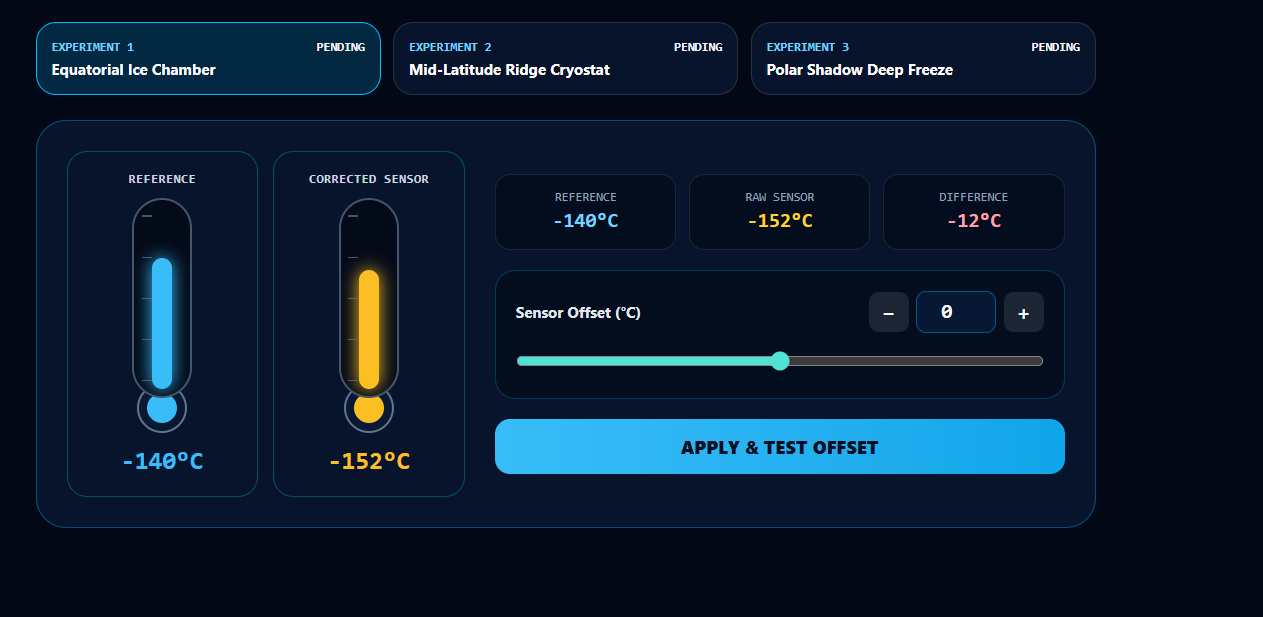 EXPERIMENT 1 PENDING
Equatorial Ice Chamber
EXPERIMENT 2 PENDING
Mid-Latitude Ridge Cryostat
EXPERIMENT 3 PENDING
Polar Shadow Deep Freeze
REFERENCE
-140°C
CORRECTED SENSOR
-152°C
REFERENCE
-140°C
RAW SENSOR
-152°C
DIFFERENCE
-12°C
Sensor Offset (°C) − 0 +
APPLY & TEST OFFSET